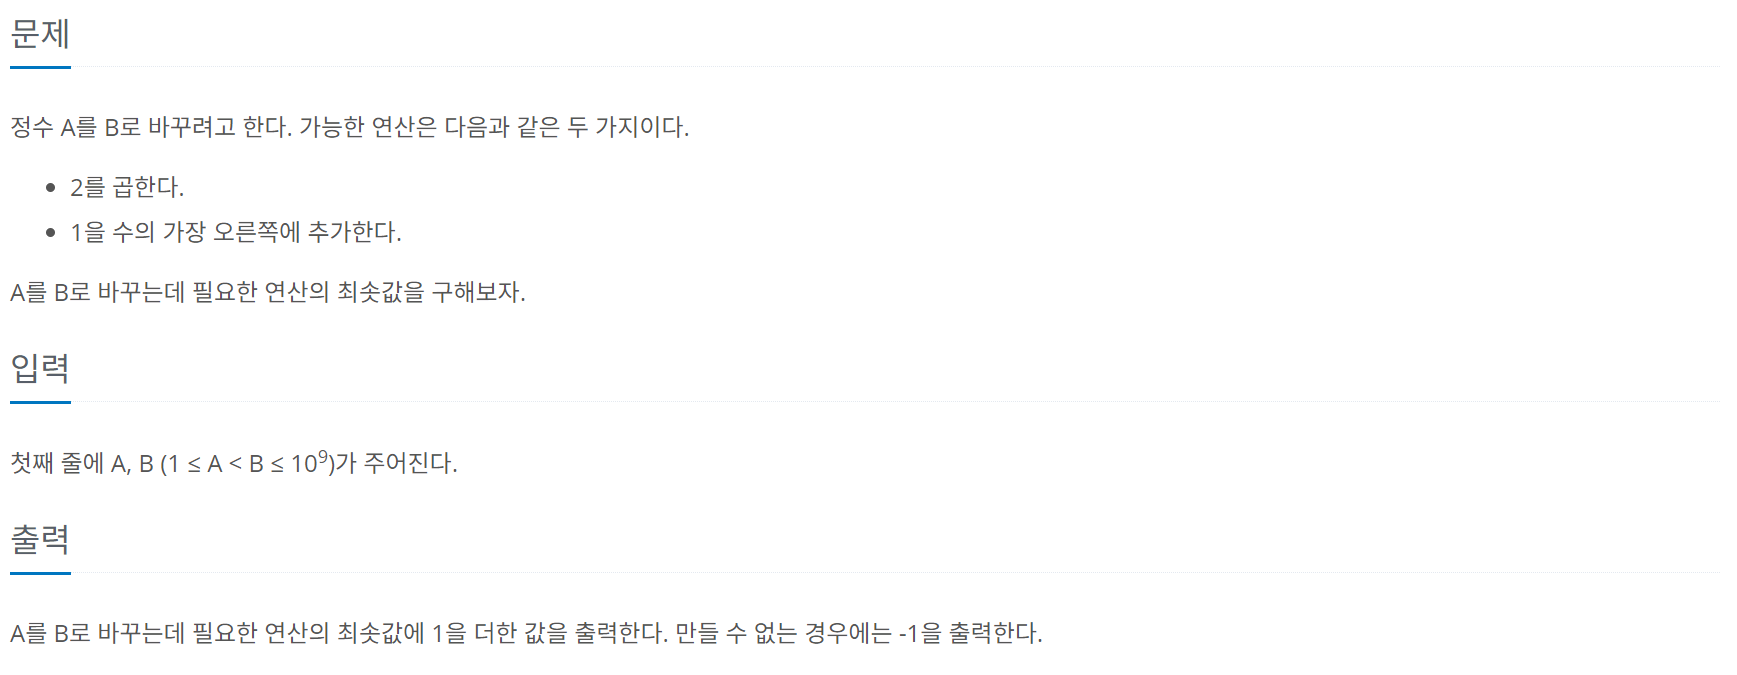 문제
정수 A를 B로 바꾸려고 한다. 가능한 연산은 다음과 같은 두 가지이다.
• 2를 곱한다.
• 1을 수의 가장 오른쪽에 추가한다.
A를 B로 바꾸는데 필요한 연산의 최솟값을 구해보자.
입력
첫째 줄에 A, B (1 ≤ A < B ≤ 10⁹)가 주어진다.
출력
A를 B로 바꾸는데 필요한 연산의 최솟값에 1을 더한 값을 출력한다. 만들 수 없는 경우에는 -1을 출력한다.